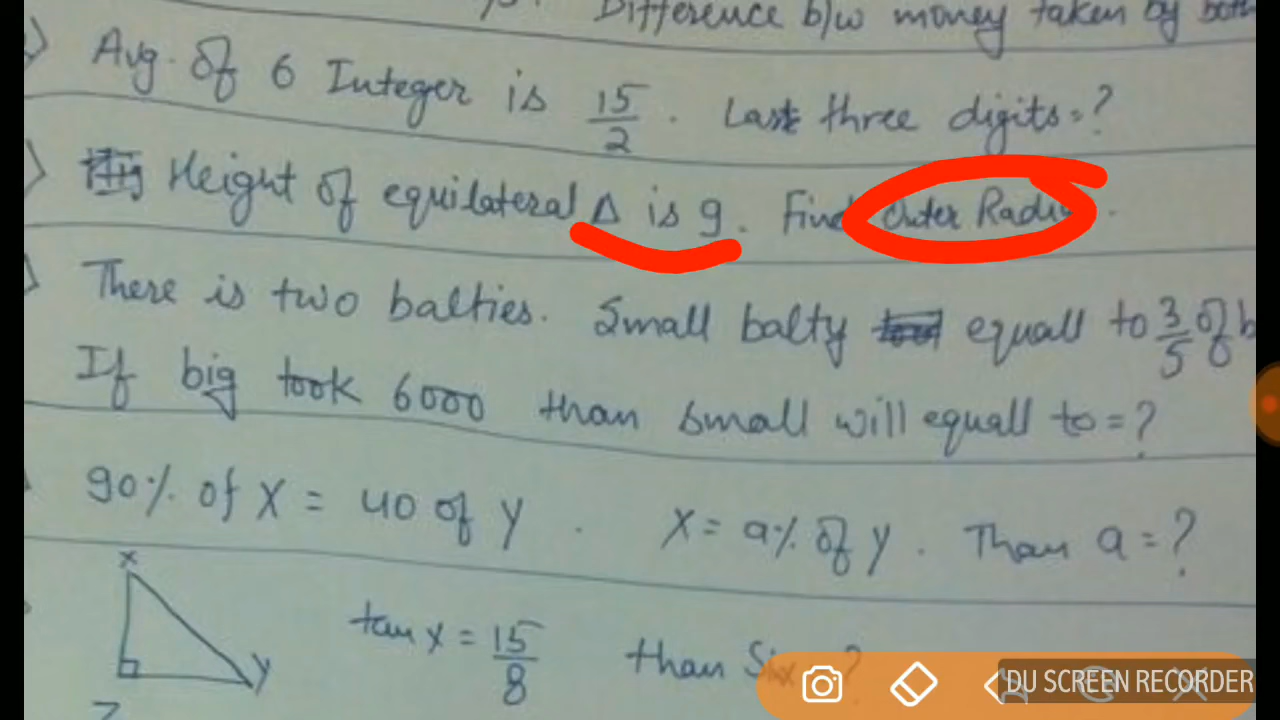 Difference b/w money taken by both
Avg. of 6 Integer is 15/2 . Last three digits = ?
Height of equilateral Δ is 9. Find Outer Radius.
There is two balties. Small balty equall to 3/5 of b
If big took 6000 than small will equall to = ?
90% of X = 40 of Y . X = a% of Y . Than a = ?
X
tan X = 15/8 than Sin X ?
Y
Z
DU SCREEN RECORDER